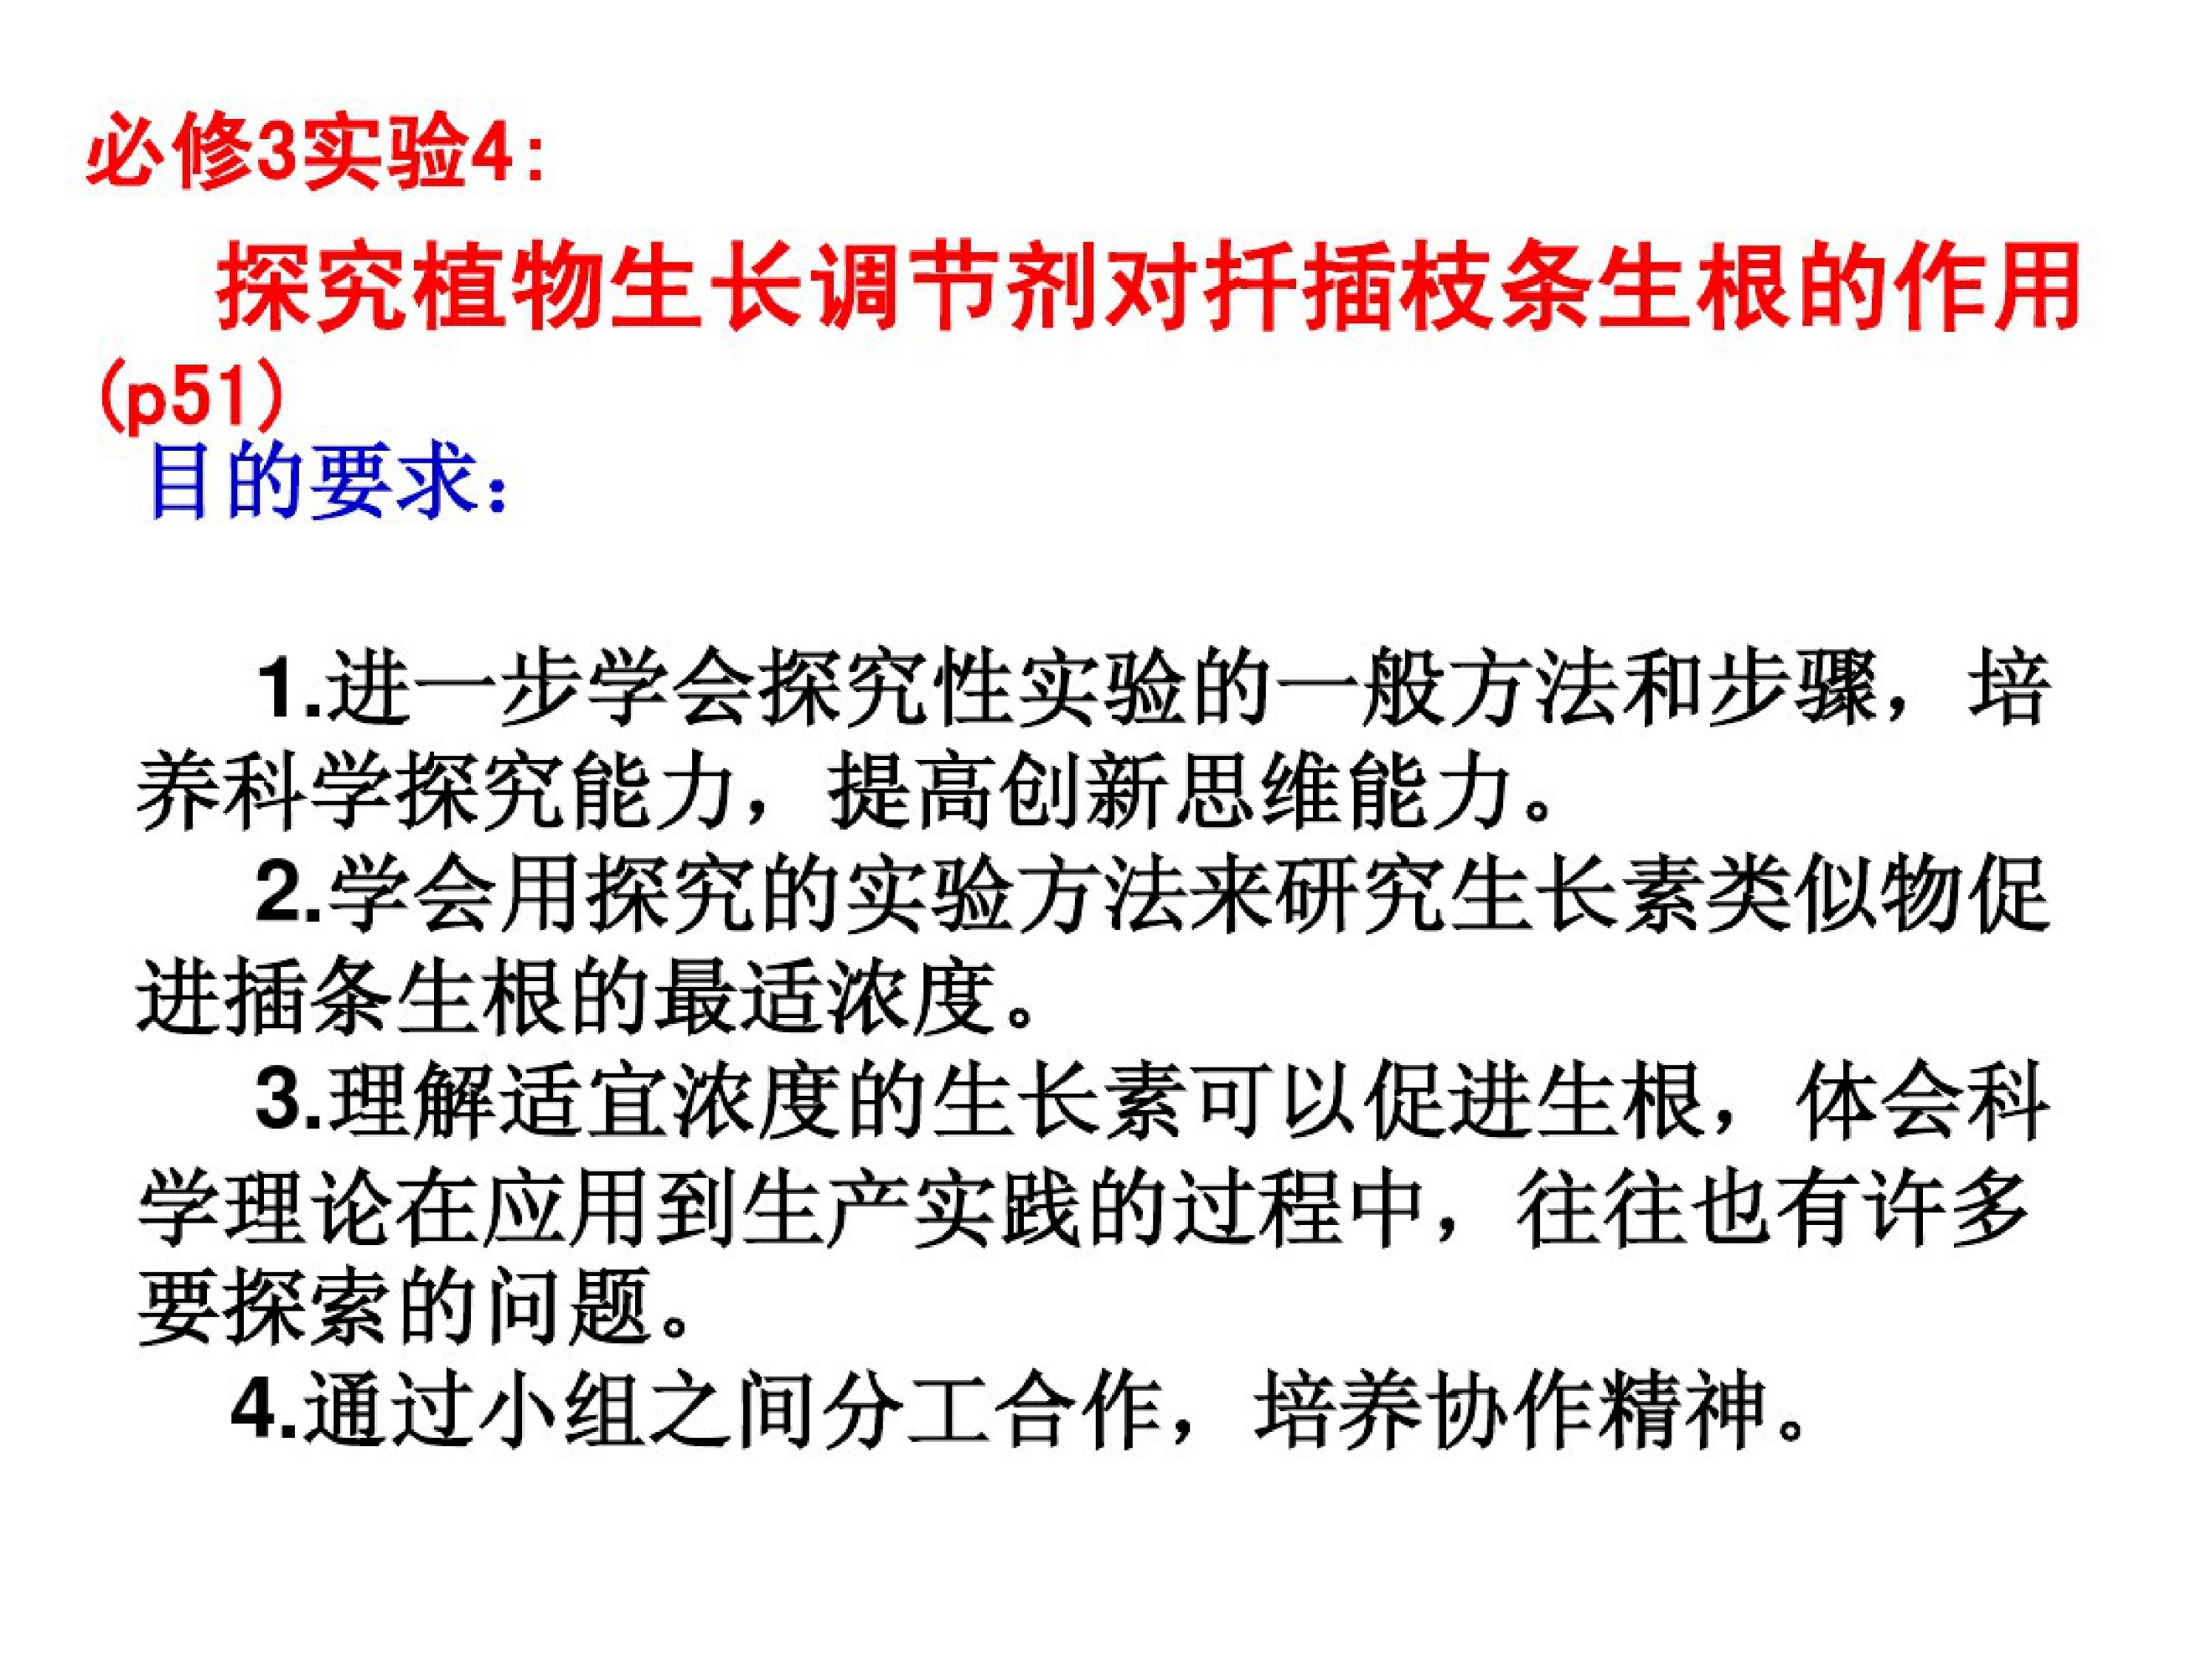 必修3实验4:
探究植物生长调节剂对扦插枝条生根的作用
(p51)
目的要求：
1.进一步学会探究性实验的一般方法和步骤，培
养科学探究能力，提高创新思维能力。
2.学会用探究的实验方法来研究生长素类似物促
进插条生根的最适浓度。
3.理解适宜浓度的生长素可以促进生根，体会科
学理论在应用到生产实践的过程中，往往也有许多
要探索的问题。
4.通过小组之间分工合作，培养协作精神。